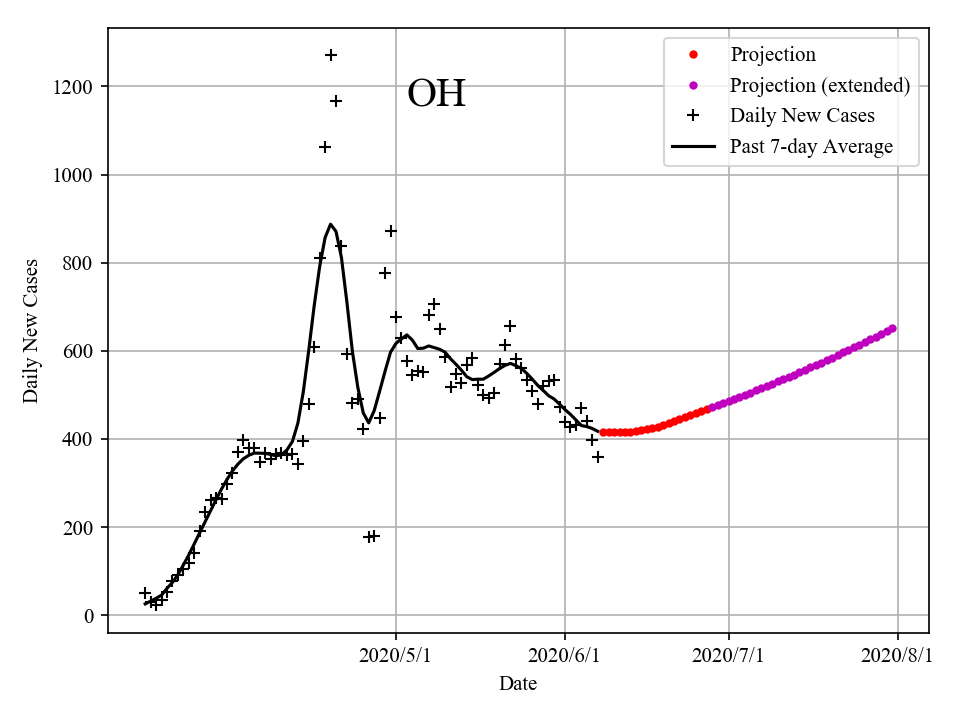 OH
Projection
Projection (extended)
Daily New Cases
Past 7-day Average
Daily New Cases
1200
1000
800
600
400
200
0
2020/5/1 2020/6/1 2020/7/1 2020/8/1
Date